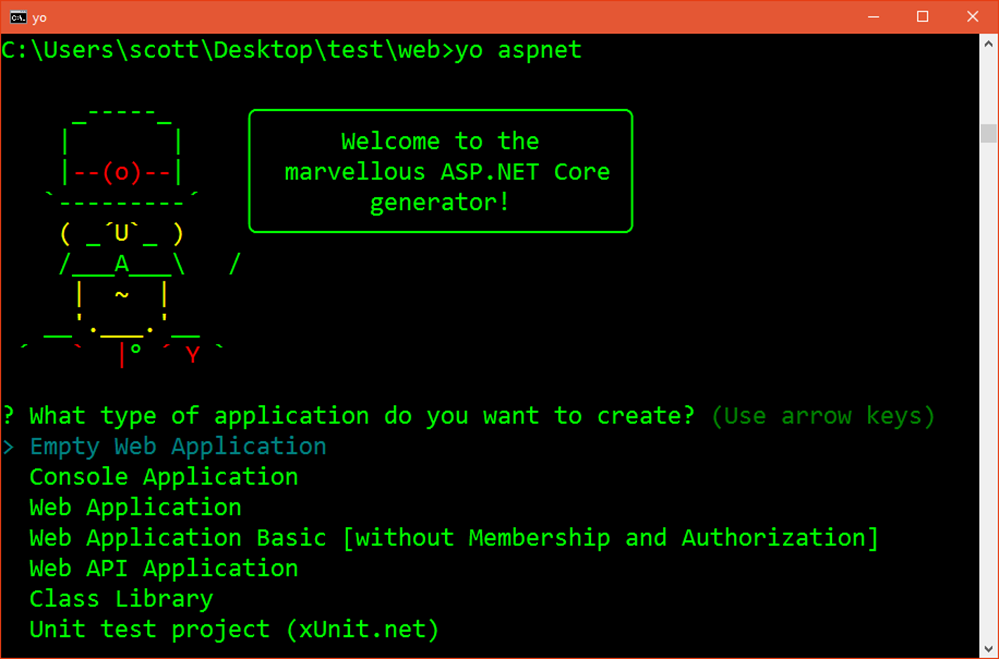 yo
C:\Users\scott\Desktop\test\web>yo aspnet
     _-----_
    |       |
    |--(o)--|
   `---------´
    ( _´U`_ )
    /___A___\   /
     |  ~  |
   __'.___.'__
 ´   `  |° ´ Y `
Welcome to the
marvellous ASP.NET Core
generator!
? What type of application do you want to create? (Use arrow keys)
> Empty Web Application
Console Application
Web Application
Web Application Basic [without Membership and Authorization]
Web API Application
Class Library
Unit test project (xUnit.net)